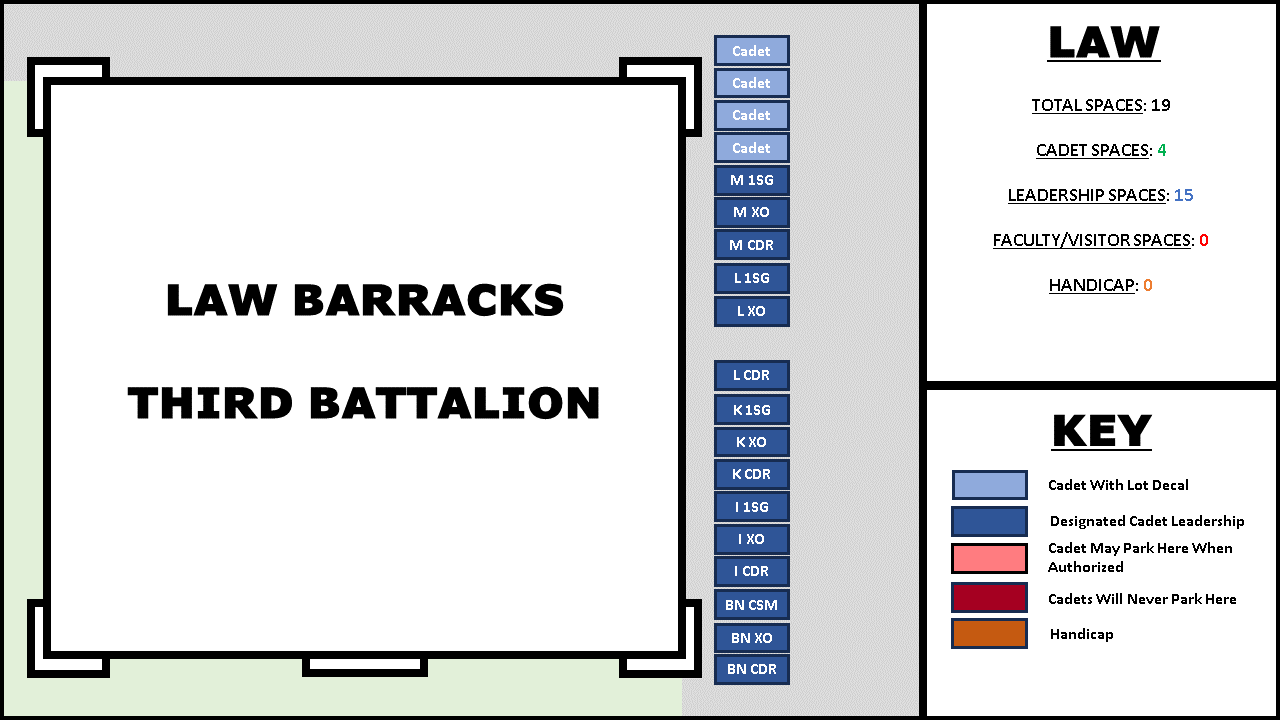 LAW BARRACKS
THIRD BATTALION
Cadet
Cadet
Cadet
Cadet
M 1SG
M XO
M CDR
L 1SG
L XO
L CDR
K 1SG
K XO
K CDR
I 1SG
I XO
I CDR
BN CSM
BN XO
BN CDR
LAW
TOTAL SPACES: 19
CADET SPACES: 4
LEADERSHIP SPACES: 15
FACULTY/VISITOR SPACES: 0
HANDICAP: 0
KEY
Cadet With Lot Decal
Designated Cadet Leadership
Cadet May Park Here When
Authorized
Cadets Will Never Park Here
Handicap